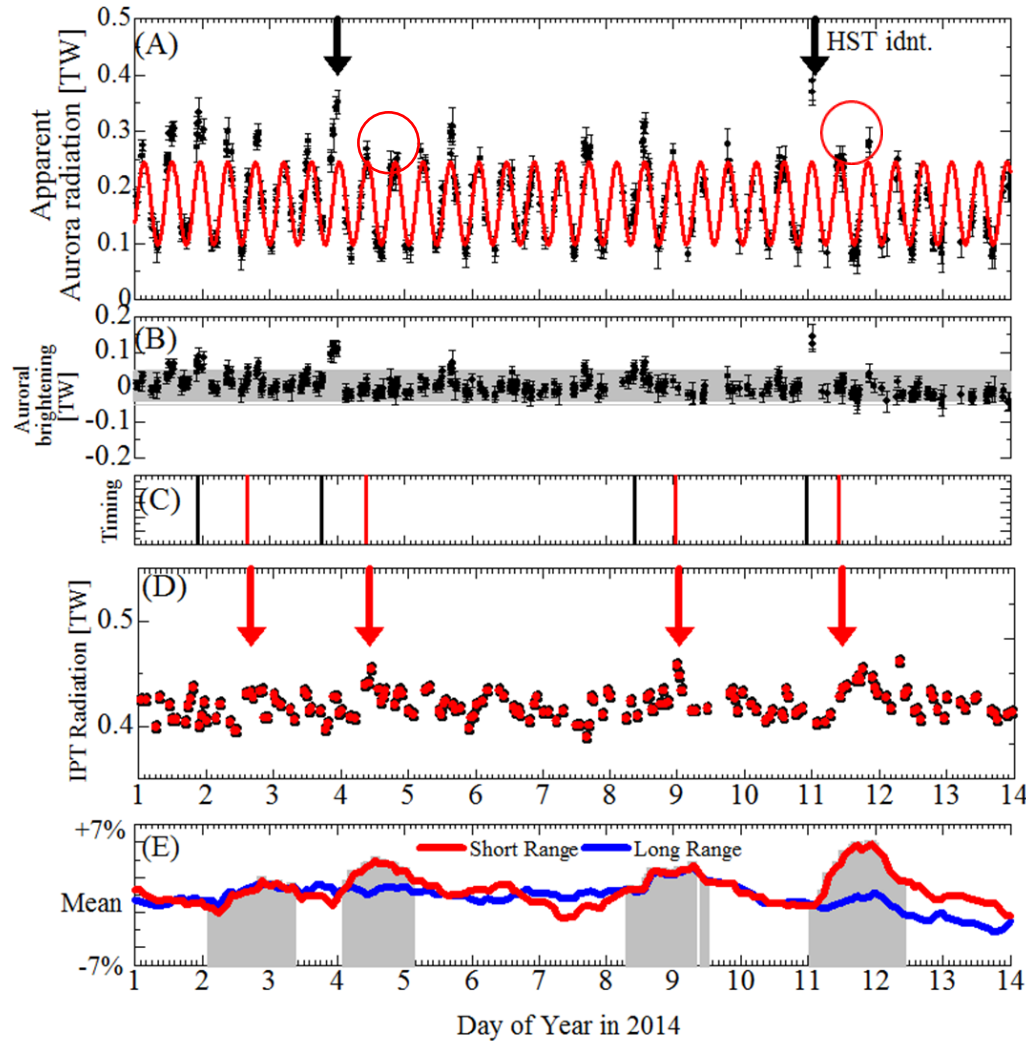 (A)
HST idnt.
Apparent
Aurora radiation [TW]
0.5
0.4
0.3
0.2
0.1
0
(B)
Auroral
brightening
[TW]
0.2
0.1
0
-0.1
-0.2
(C)
Timing
(D)
IPT Radiation [TW]
0.5
0.4
1 2 3 4 5 6 7 8 9 10 11 12 13 14
(E)
Short Range Long Range
+7%
Mean
-7%
1 2 3 4 5 6 7 8 9 10 11 12 13 14
Day of Year in 2014